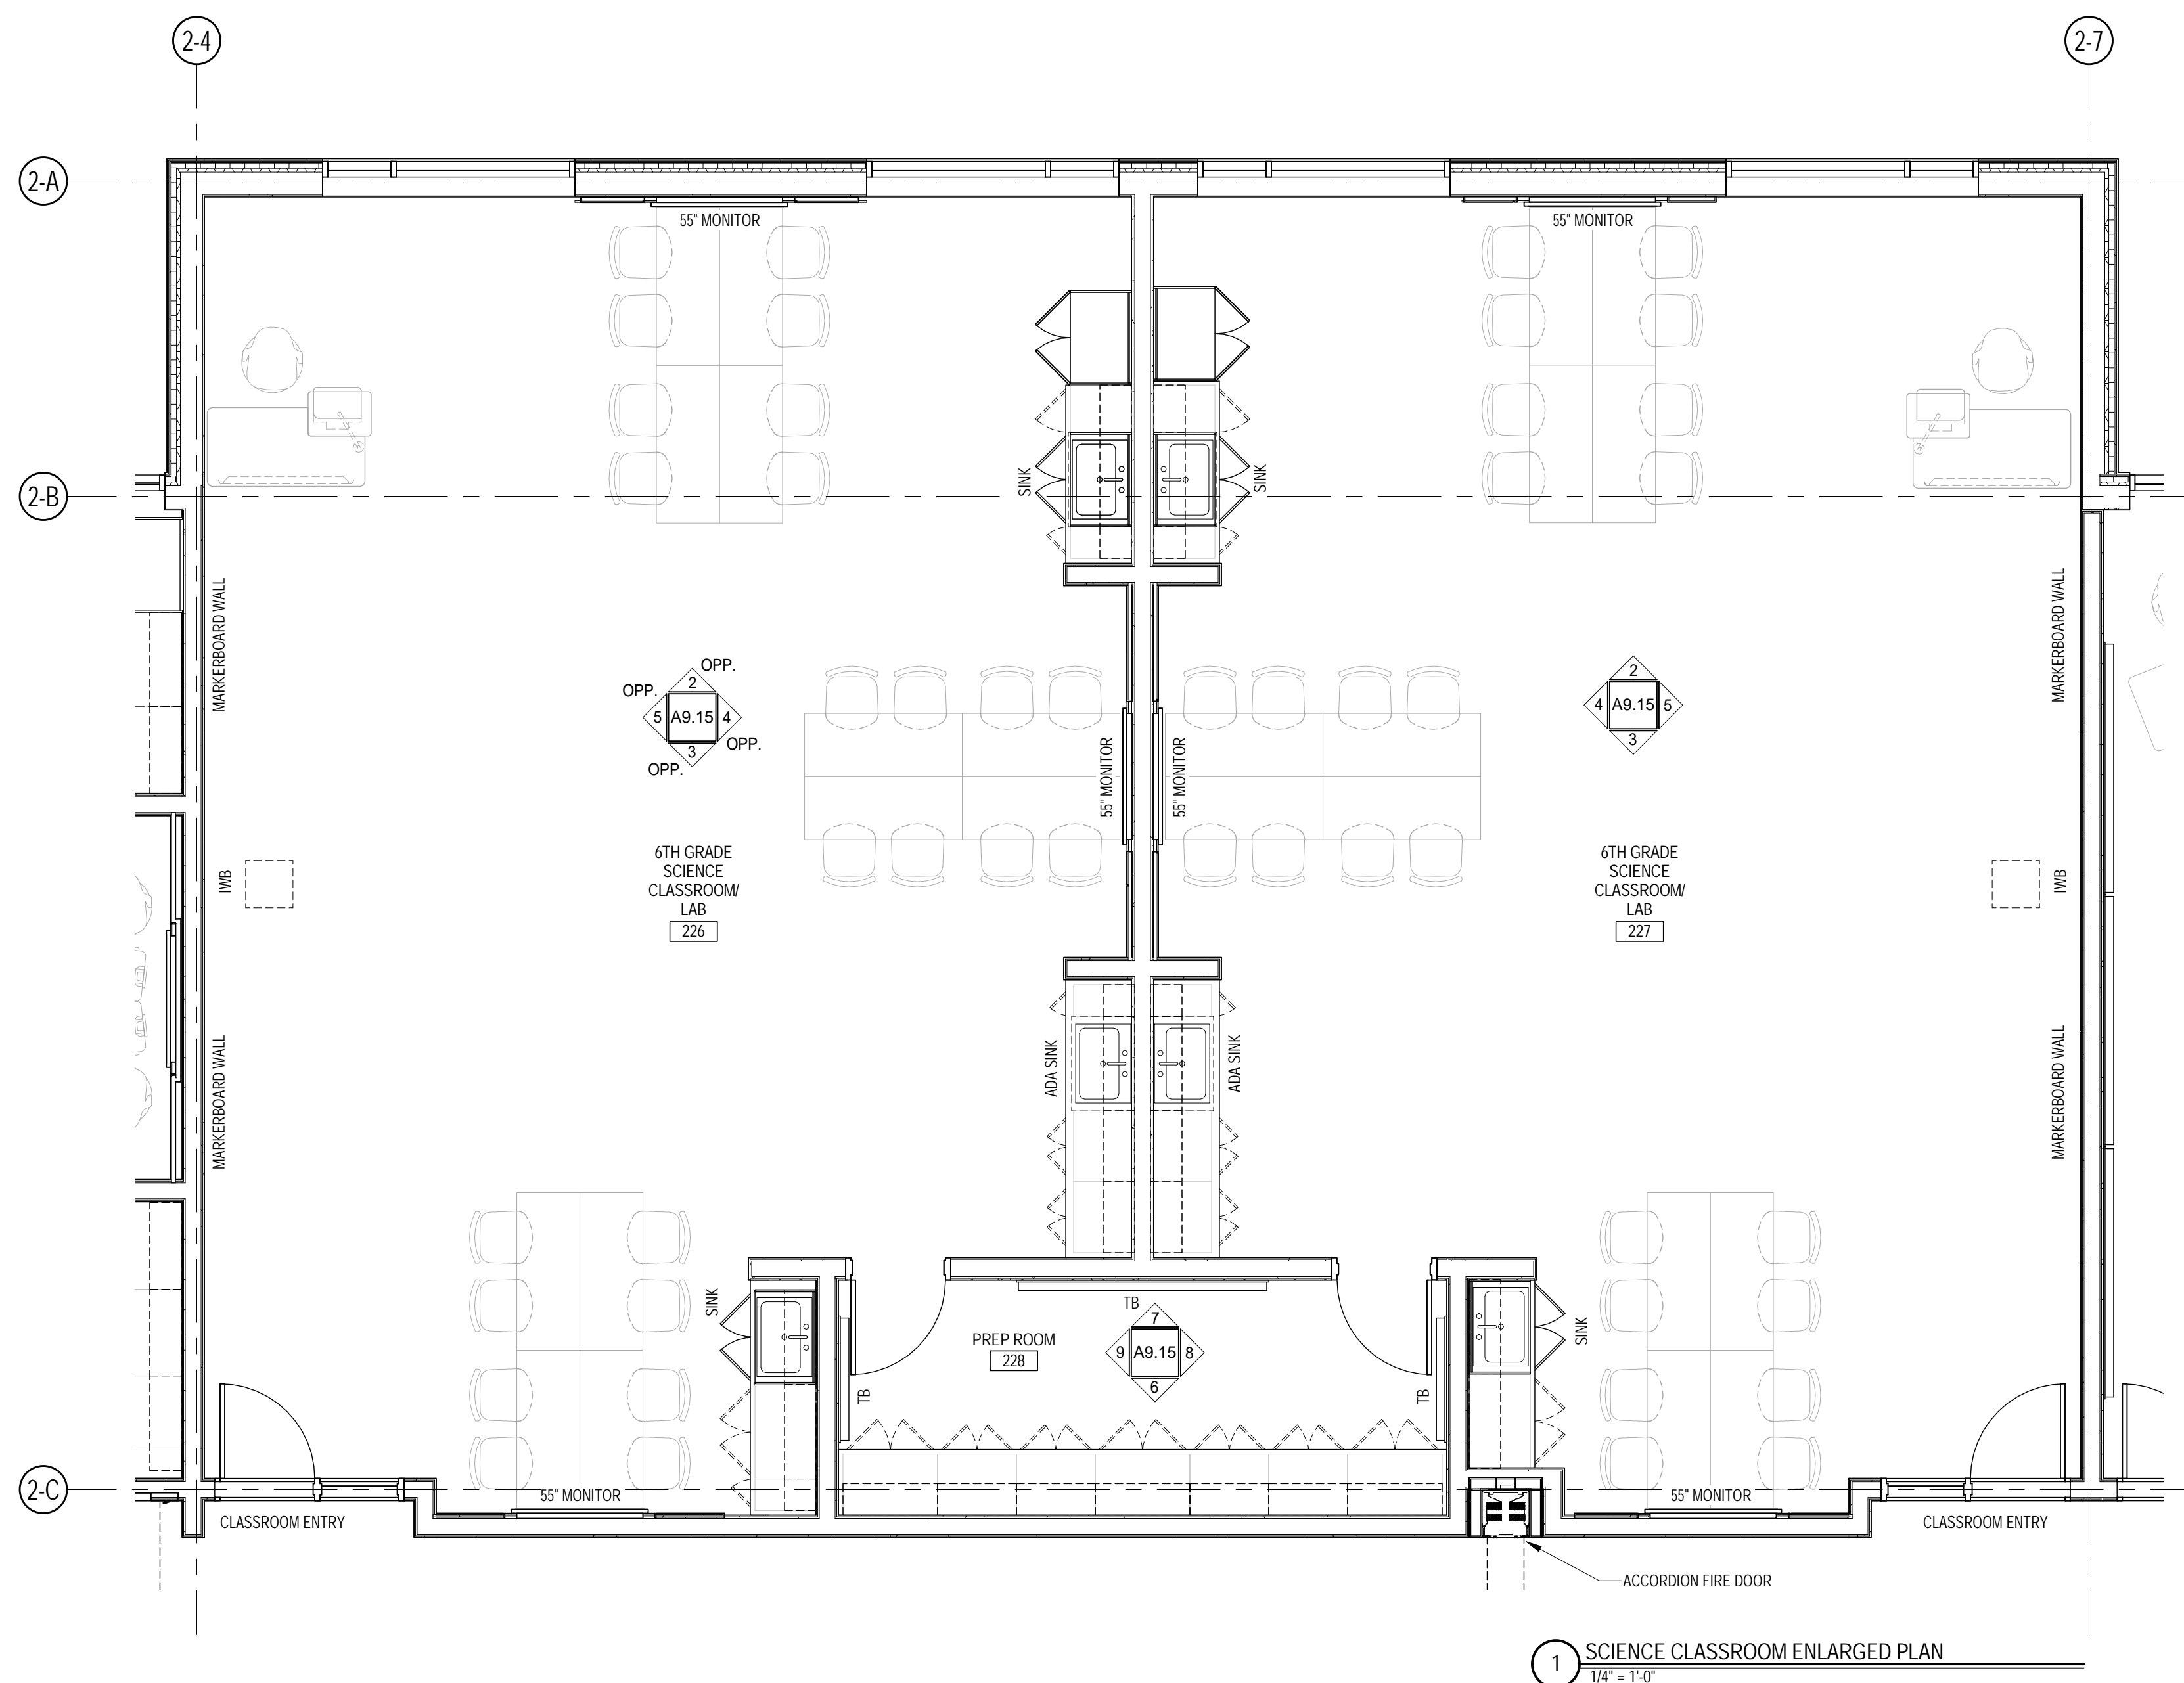 2-4
2-7
2-A
55" MONITOR
55" MONITOR
SINK
SINK
2-B
MARKERBOARD WALL
MARKERBOARD WALL
OPP.
2
OPP.
5
A9.15
4
OPP.
3
OPP.
2
4
A9.15
5
3
55" MONITOR
55" MONITOR
6TH GRADE
SCIENCE
CLASSROOM/
LAB
226
6TH GRADE
SCIENCE
CLASSROOM/
LAB
227
IWB
IWB
MARKERBOARD WALL
ADA SINK
ADA SINK
MARKERBOARD WALL
SINK
TB
SINK
PREP ROOM
228
7
9
A9.15
8
6
TB
TB
2-C
55" MONITOR
55" MONITOR
CLASSROOM ENTRY
CLASSROOM ENTRY
ACCORDION FIRE DOOR
1
SCIENCE CLASSROOM ENLARGED PLAN
1/4" = 1'-0"